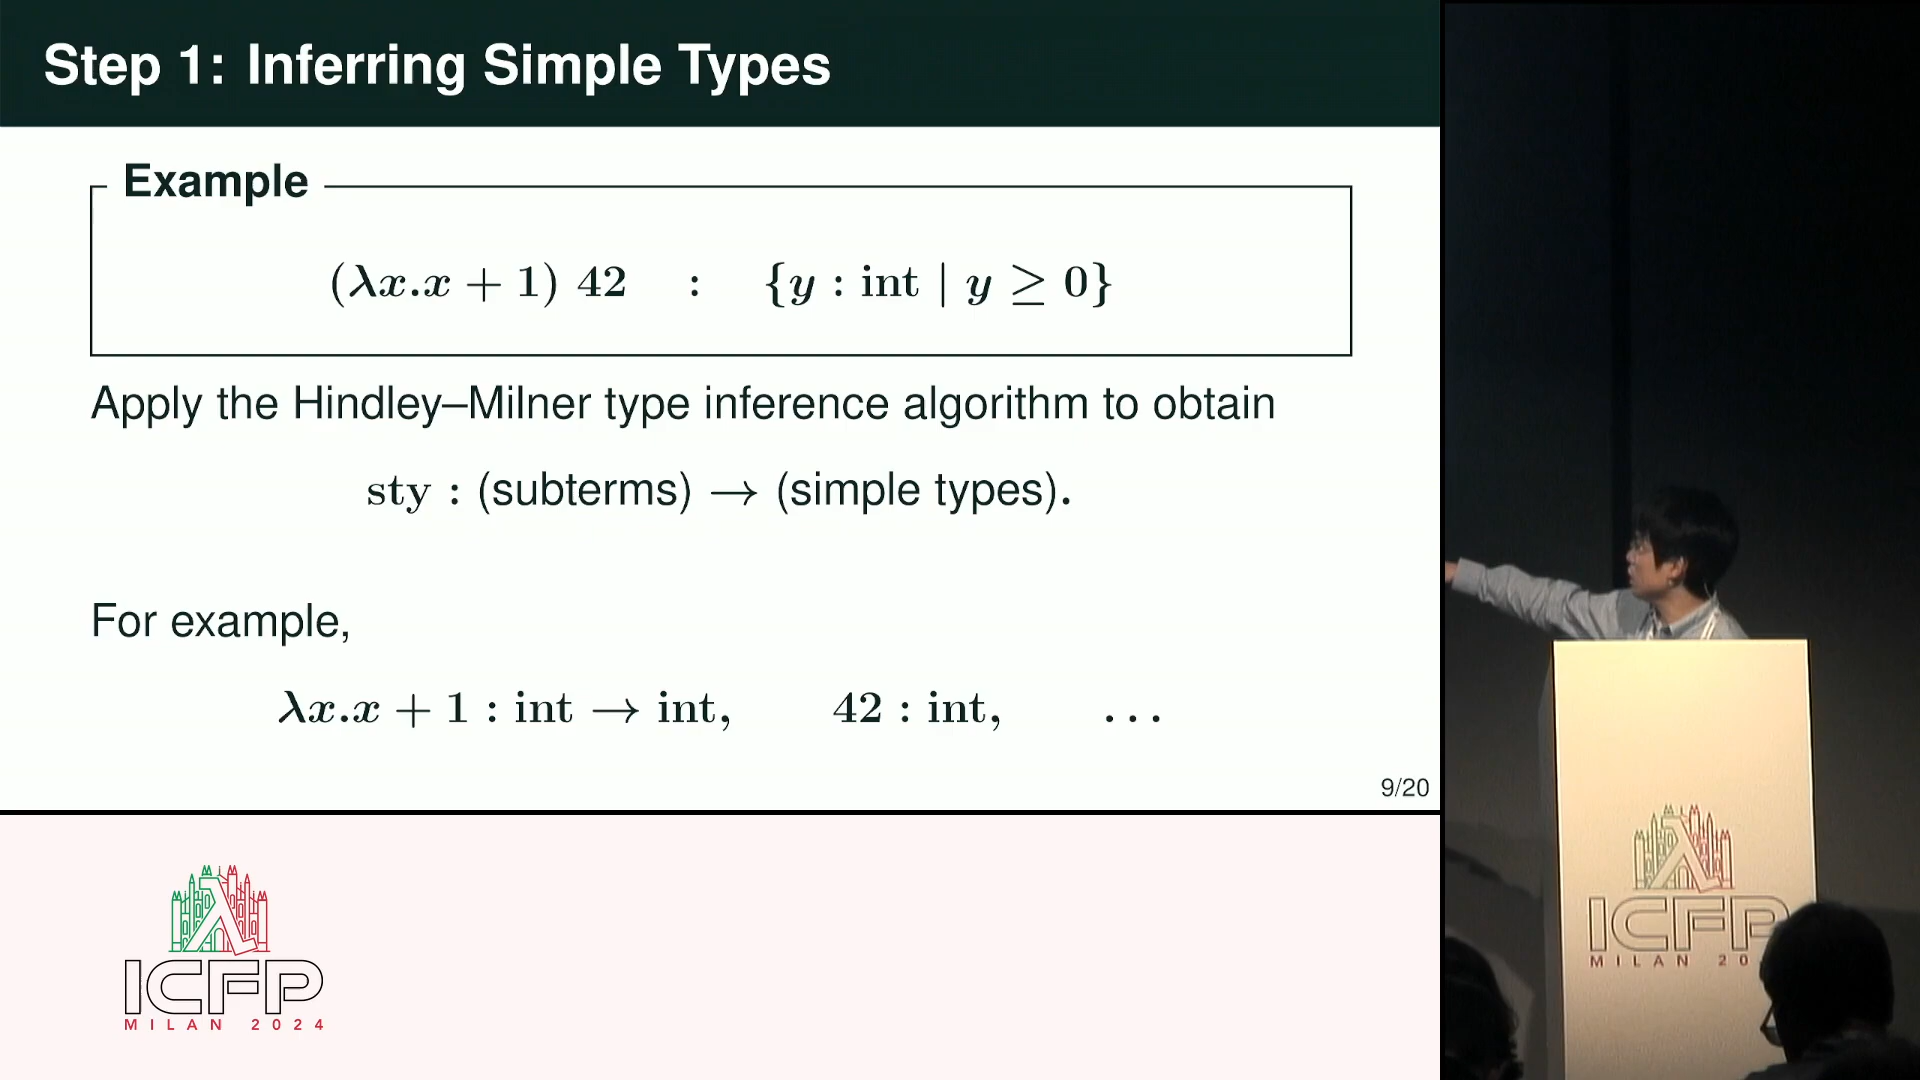 Step 1: Inferring Simple Types
Example
(λx.x + 1) 42 : {y : int | y ≥ 0}
Apply the Hindley–Milner type inference algorithm to obtain
sty : (subterms) → (simple types).
For example,
λx.x + 1 : int → int, 42 : int, ...
9/20
ICFP
MILAN 2024
ICFP
MILAN 20